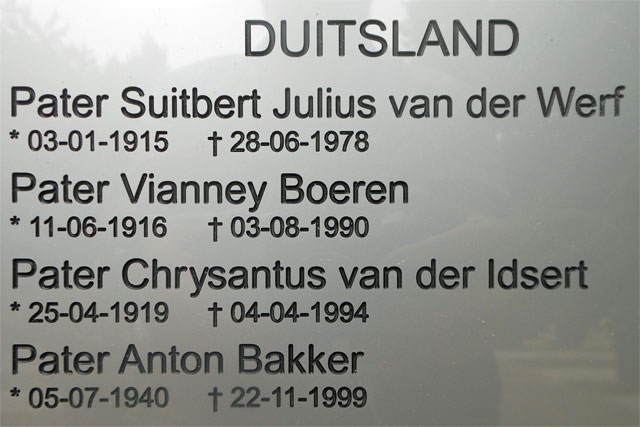 DUITSLAND
Pater Suitbert Julius van der Werf
* 03-01-1915 † 28-06-1978
Pater Vianney Boeren
* 11-06-1916 † 03-08-1990
Pater Chrysantus van der Idsert
* 25-04-1919 † 04-04-1994
Pater Anton Bakker
* 05-07-1940 † 22-11-1999